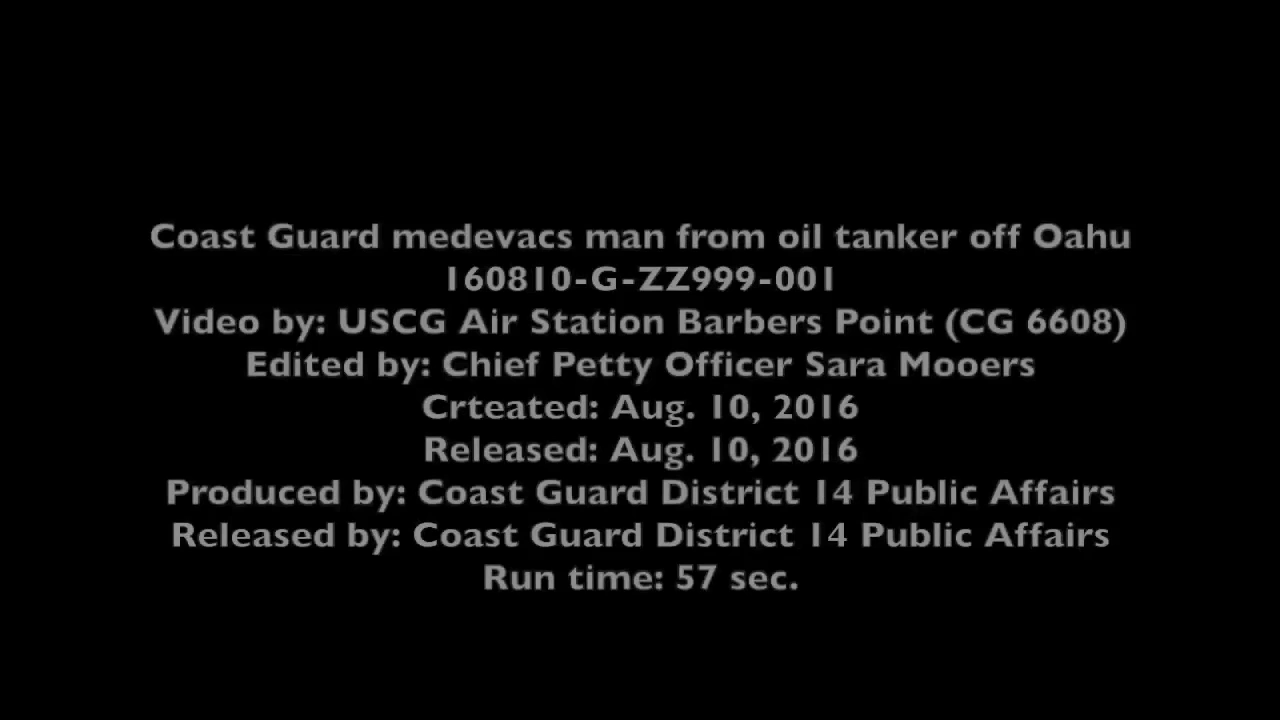 Coast Guard medevacs man from oil tanker off Oahu
160810-G-ZZ999-001
Video by: USCG Air Station Barbers Point (CG 6608)
Edited by: Chief Petty Officer Sara Mooers
Crteated: Aug. 10, 2016
Released: Aug. 10, 2016
Produced by: Coast Guard District 14 Public Affairs
Released by: Coast Guard District 14 Public Affairs
Run time: 57 sec.